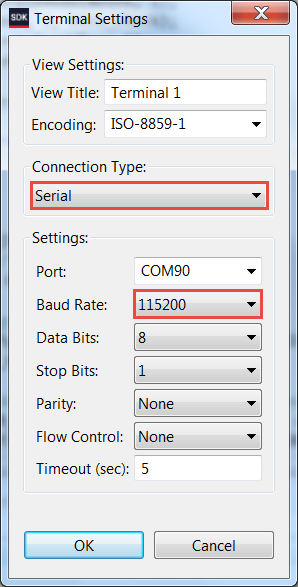 SDK Terminal Settings
View Settings:
View Title: Terminal 1
Encoding: ISO-8859-1
Connection Type:
Serial
Settings:
Port: COM90
Baud Rate: 115200
Data Bits: 8
Stop Bits: 1
Parity: None
Flow Control: None
Timeout (sec): 5
OK Cancel